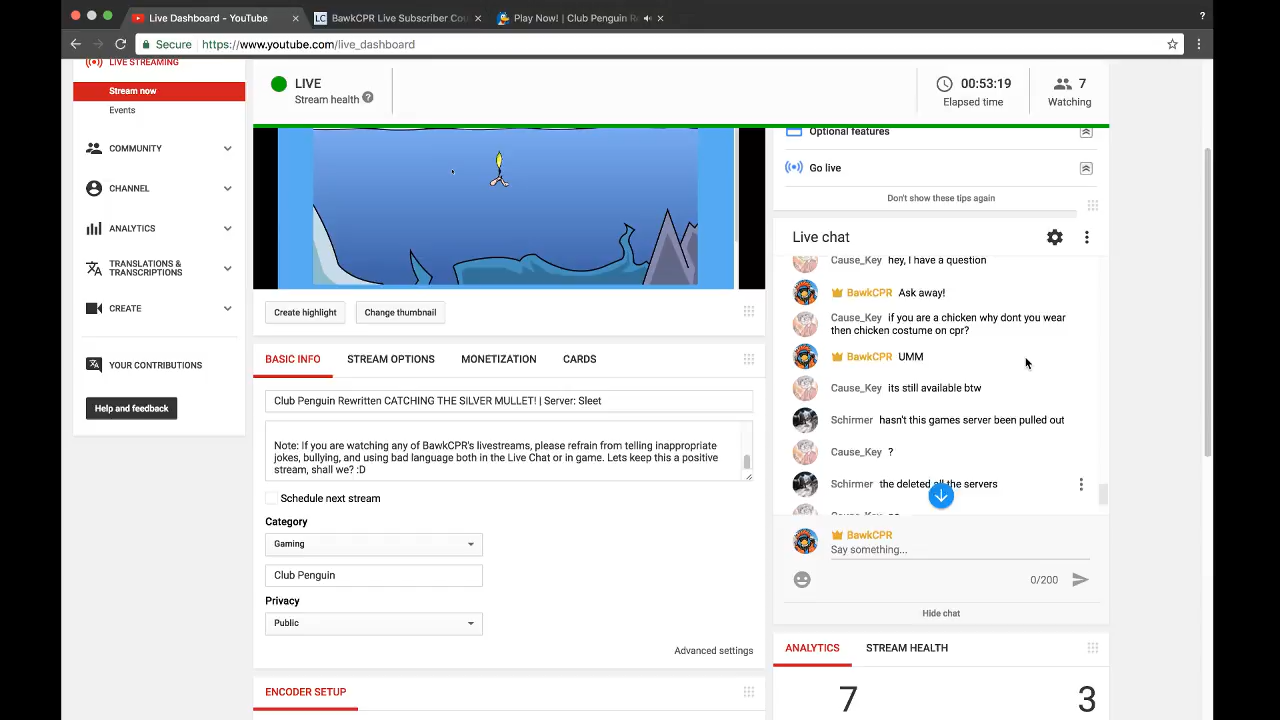 Live Dashboard - YouTube
BawkCPR Live Subscriber Cou
Play Now! | Club Penguin Re
?
Secure https://www.youtube.com/live_dashboard
LIVE STREAMING
Stream now
Events
COMMUNITY
CHANNEL
ANALYTICS
TRANSLATIONS &
TRANSCRIPTIONS
CREATE
YOUR CONTRIBUTIONS
Help and feedback
LIVE
Stream health ?
00:53:19
Elapsed time
7
Watching
Create highlight
Change thumbnail
BASIC INFO STREAM OPTIONS MONETIZATION CARDS
Club Penguin Rewritten CATCHING THE SILVER MULLET! | Server: Sleet
Note: If you are watching any of BawkCPR's livestreams, please refrain from telling inappropriate
jokes, bullying, and using bad language both in the Live Chat or in game. Lets keep this a positive
stream, shall we? :D
Schedule next stream
Category
Gaming
Club Penguin
Privacy
Public
Advanced settings
ENCODER SETUP
Optional features
Go live
Don't show these tips again
Live chat
Cause_Key hey, I have a question
BawkCPR Ask away!
Cause_Key if you are a chicken why dont you wear
then chicken costume on cpr?
BawkCPR UMM
Cause_Key its still available btw
Schirmer hasn't this games server been pulled out
Cause_Key ?
Schirmer the deleted all the servers
BawkCPR
Say something...
0/200
Hide chat
ANALYTICS STREAM HEALTH
7 3